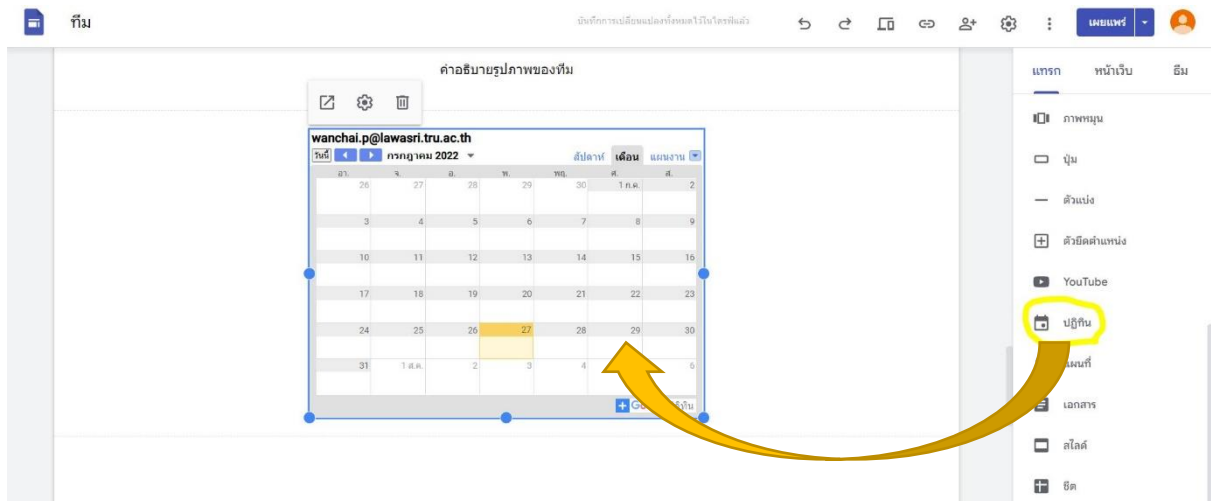 ทีม
บันทึกการเปลี่ยนแปลงทั้งหมดไว้ในไดรฟ์แล้ว
เผยแพร่
คำอธิบายรูปภาพของทีม
แทรก หน้าเว็บ ธีม
wanchai.p@lawasri.tru.ac.th
วันนี้ กรกฎาคม 2022 สัปดาห์ เดือน แผนงาน
อา. จ. อ. พ. พฤ. ศ. ส.
26 27 28 29 30 1 ก.ค. 2
3 4 5 6 7 8 9
10 11 12 13 14 15 16
17 18 19 20 21 22 23
24 25 26 27 28 29 30
31 1 ส.ค. 2 3 4 6
ภาพหมุน
ปุ่ม
ตัวแบ่ง
ตัวยึดตำแหน่ง
YouTube
ปฏิทิน
แผนที่
เอกสาร
สไลด์
ชีต